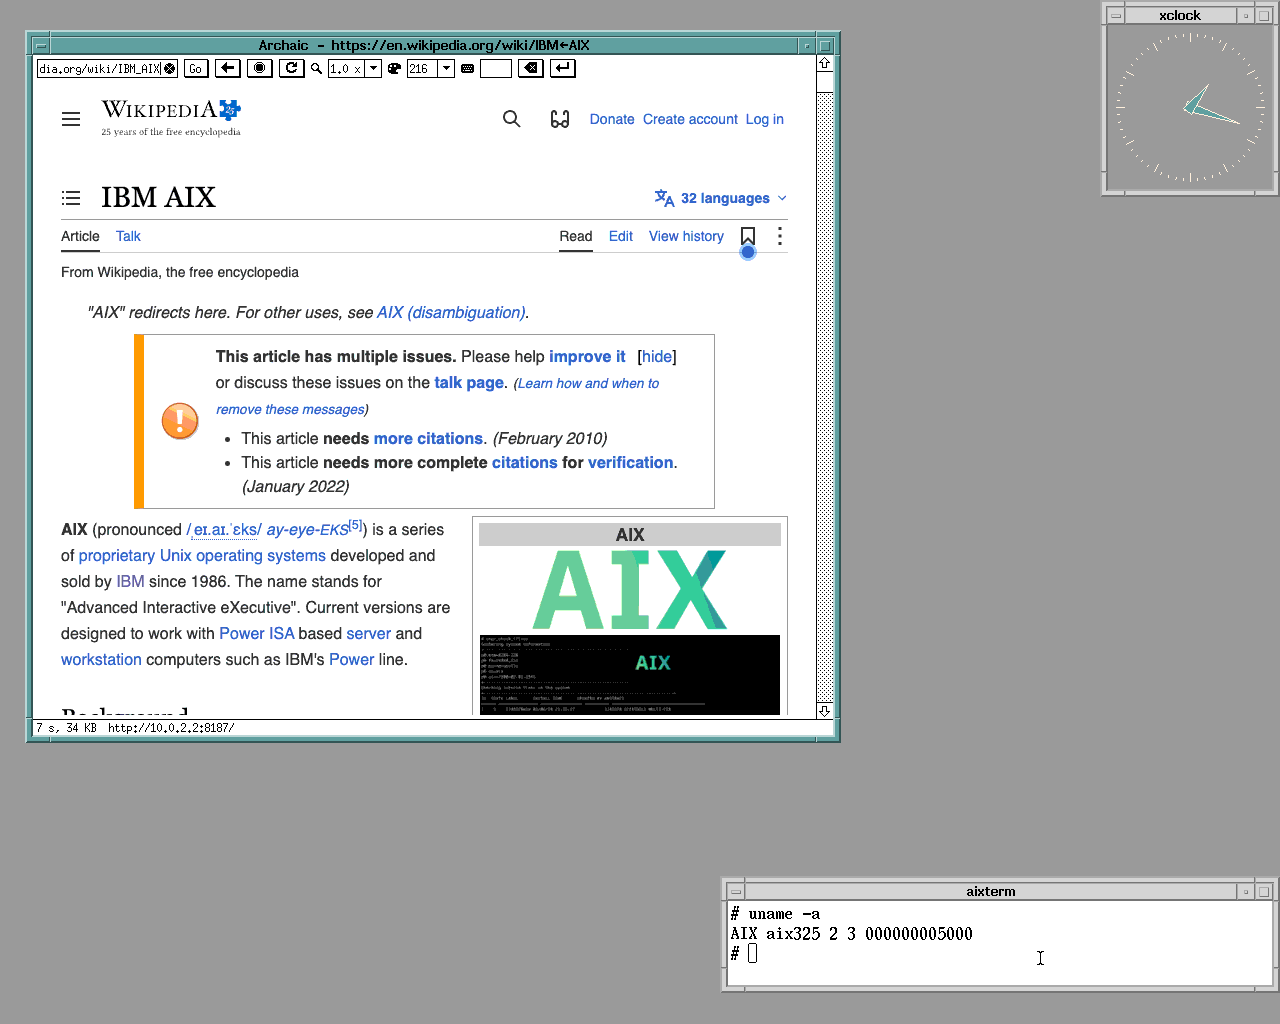 xclock
Archaic - https://en.wikipedia.org/wiki/IBM←AIX
dia.org/wiki/IBM_AIX
Go
1.0 x
216
WIKIPEDIA
25
25 years of the free encyclopedia
Donate Create account Log in
IBM AIX
32 languages
Article Talk Read Edit View history
From Wikipedia, the free encyclopedia
"AIX" redirects here. For other uses, see AIX (disambiguation).
This article has multiple issues. Please help improve it [hide]
or discuss these issues on the talk page. (Learn how and when to
remove these messages)
• This article needs more citations. (February 2010)
• This article needs more complete citations for verification.
(January 2022)
AIX (pronounced /ˌeɪ.aɪ.ˈɛks/ ay-eye-EKS[5]) is a series
of proprietary Unix operating systems developed and
sold by IBM since 1986. The name stands for
"Advanced Interactive eXecutive". Current versions are
designed to work with Power ISA based server and
workstation computers such as IBM's Power line.
Background
AIX
AIX
AIX
7 s, 34 KB http://10.0.2.2:8187/
aixterm
# uname -a
AIX aix325 2 3 000000005000
#